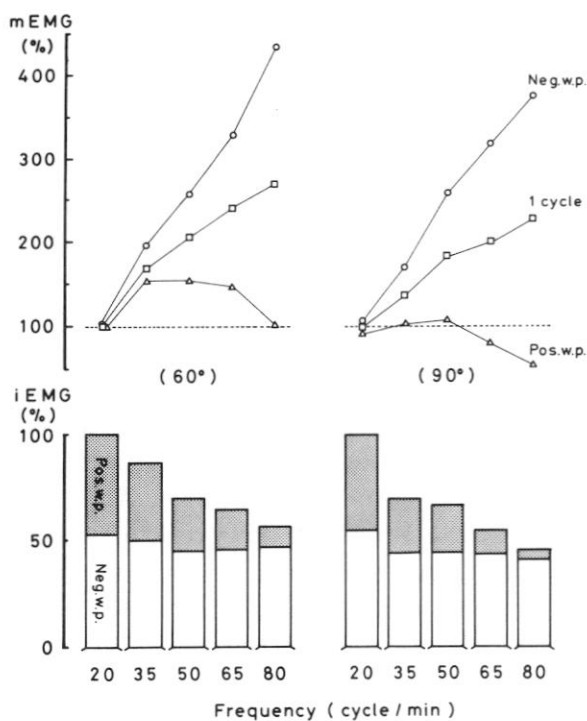 mEMG
(%)
400
300
200
100
Neg.w.p.
1 cycle
Pos.w.p.
(60°)
(90°)
iEMG
(%)
100
50
0
Pos.w.p.
Neg.w.p.
20 35 50 65 80
20 35 50 65 80
Frequency ( cycle / min )